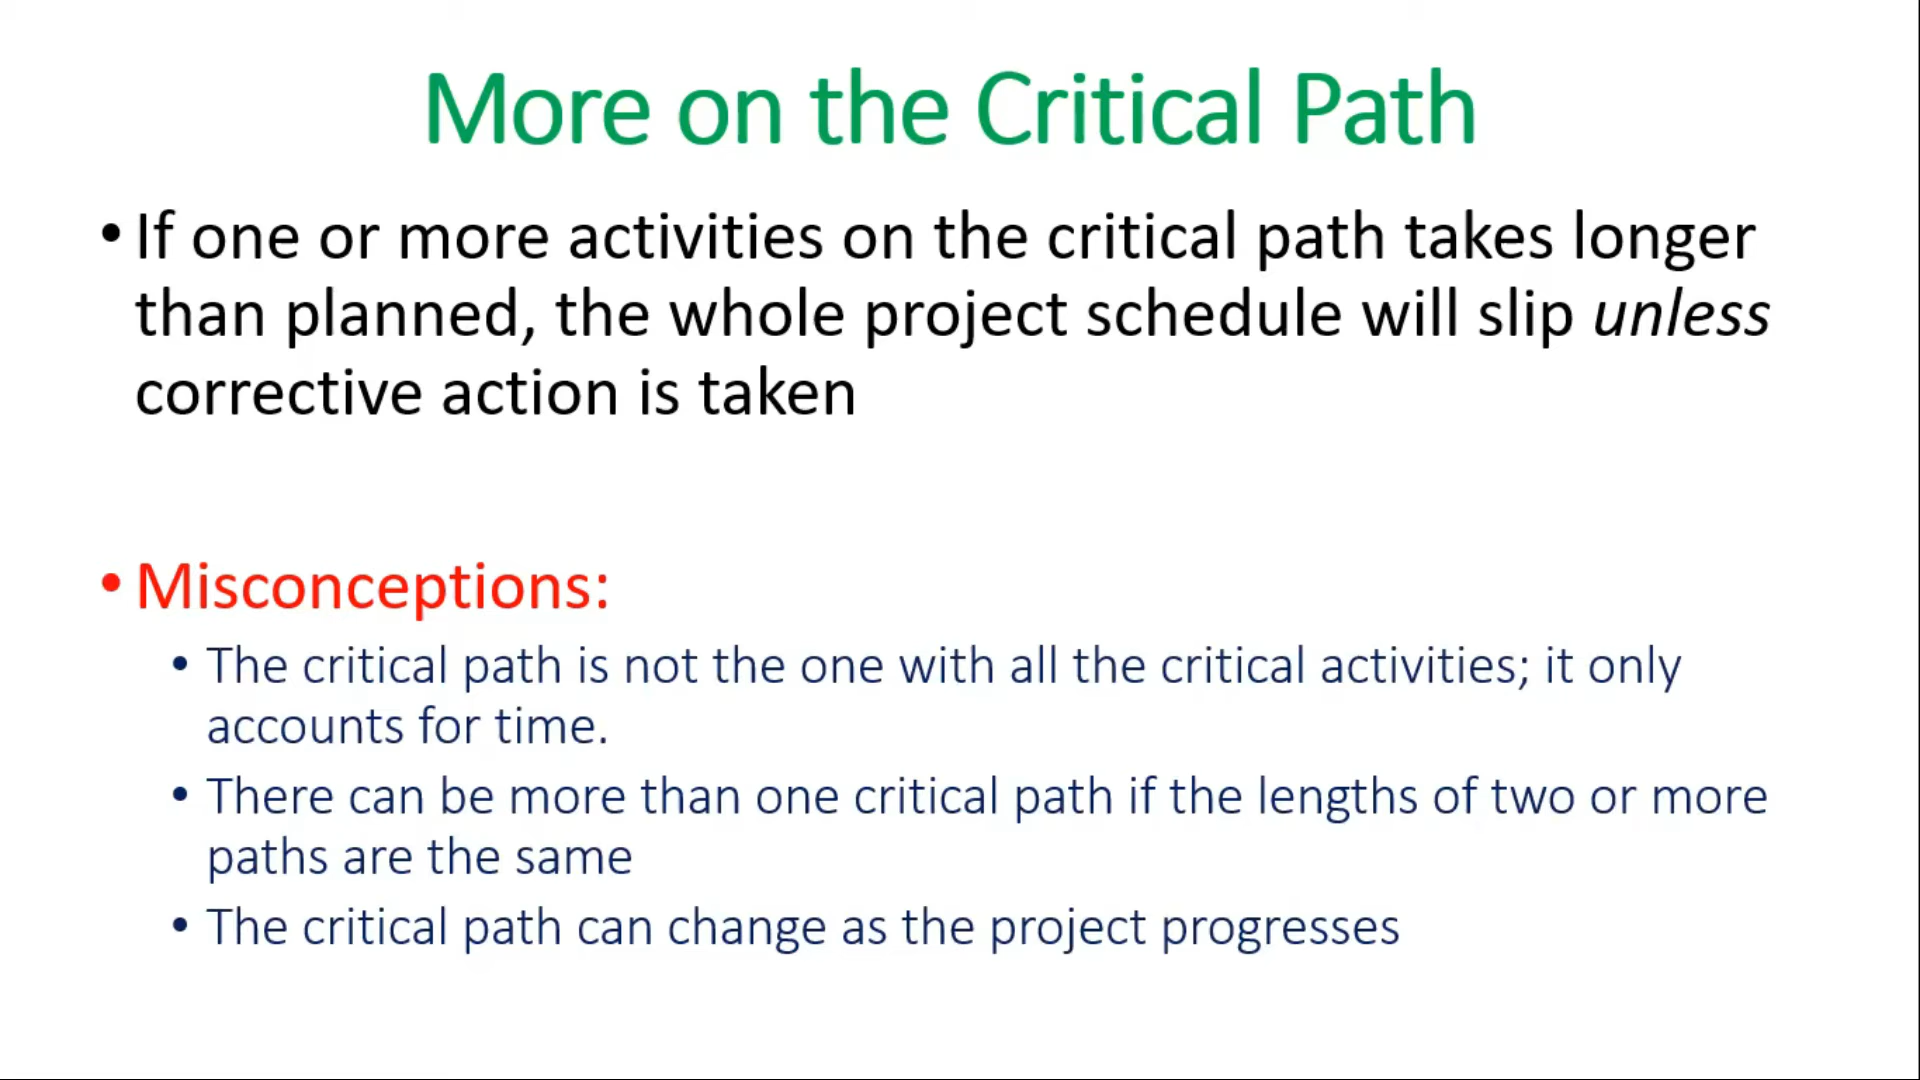 More on the Critical Path
• If one or more activities on the critical path takes longer
than planned, the whole project schedule will slip unless
corrective action is taken
• Misconceptions:
• The critical path is not the one with all the critical activities; it only
accounts for time.
• There can be more than one critical path if the lengths of two or more
paths are the same
• The critical path can change as the project progresses